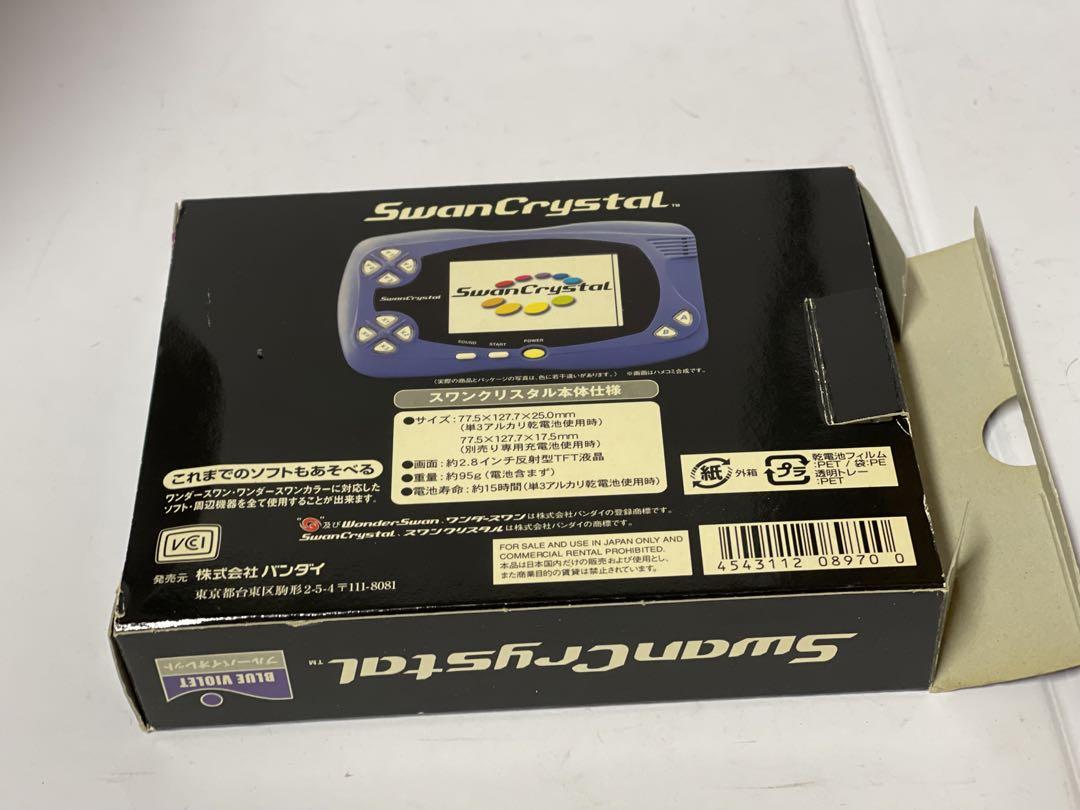 SwanCrystal™
SwanCrystal
SwanCrystal
SOUND START POWER
A
B
(実際の商品とパッケージの写真は、色に若干違いがあります。) ※画面はハメコミ合成です。
スワンクリスタル本体仕様
●サイズ:77.5×127.7×25.0mm
(単3アルカリ乾電池使用時)
77.5×127.7×17.5mm
(別売り専用充電池使用時)
●画面:約2.8インチ反射型TFT液晶
●重量:約95g(電池含まず)
●電池寿命:約15時間(単3アルカリ乾電池使用時)
これまでのソフトもあそべる
ワンダースワン・ワンダースワンカラーに対応した
ソフト・周辺機器を全て使用することが出来ます。
紙 外箱 プラ 乾電池フィルム
:PET / 袋:PE
透明トレー
:PET
"@"及びWonderSwan、ワンダースワンは株式会社バンダイの登録商標です。
SwanCrystal、スワンクリスタルは株式会社バンダイの商標です。
VCCI
発売元 株式会社 バンダイ
東京都台東区駒形2-5-4 〒111-8081
FOR SALE AND USE IN JAPAN ONLY AND
COMMERCIAL RENTAL PROHIBITED.
本品は日本国内だけの販売および使用とし、
また商業目的の賃貸は禁止されています。
4543112 08970 0
SwanCrystal™
BLUE VIOLET
ブルーバイオレット